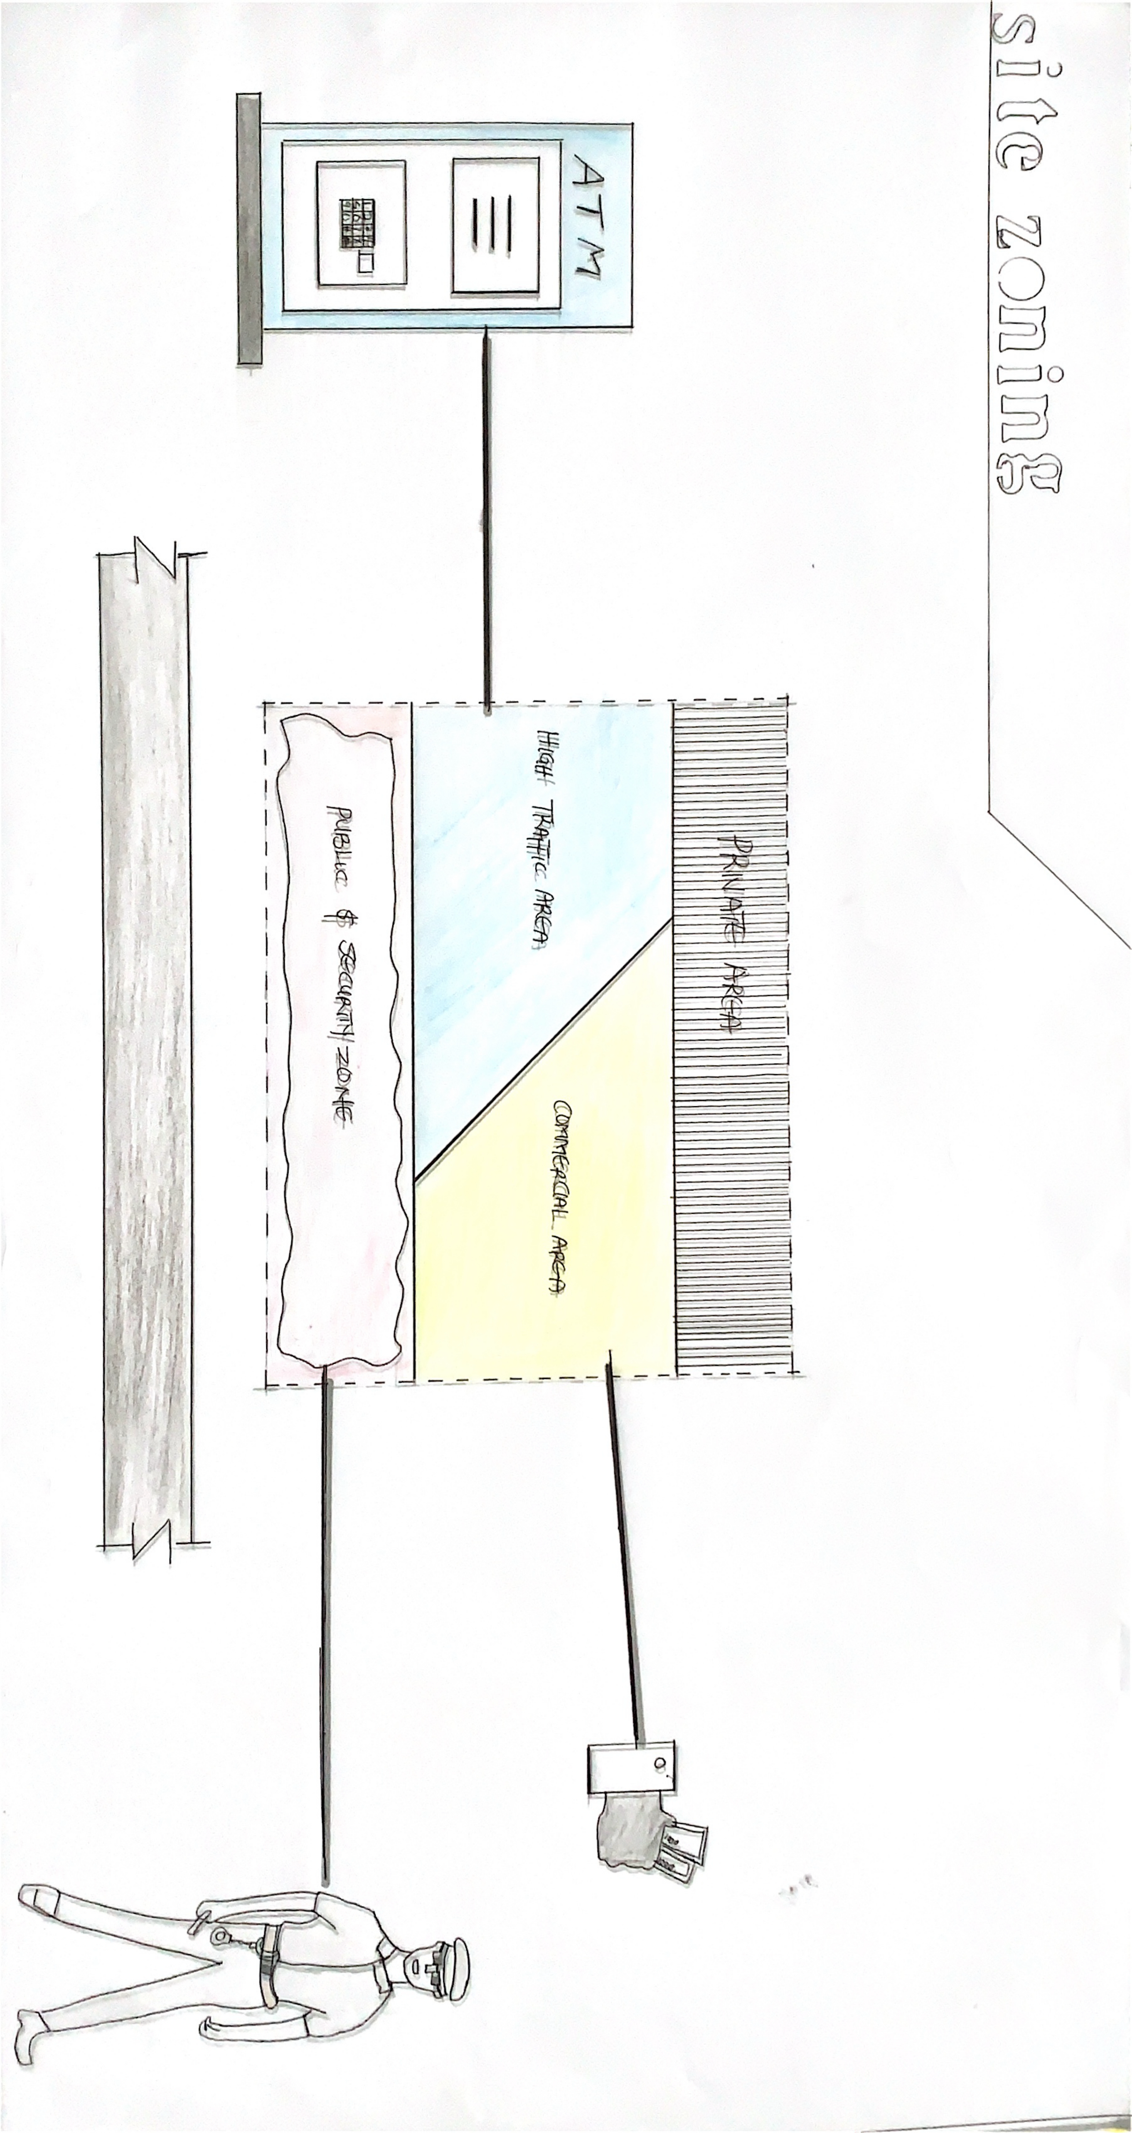 site zoning
ATM
PRIVATE AREA
HIGH TRAFFIC AREA
COMMERCIAL AREA
PUBLIC $ SECURITY ZONE